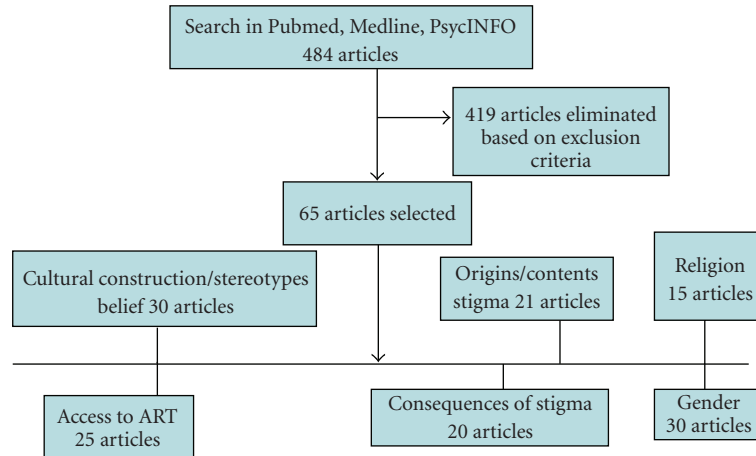 Search in Pubmed, Medline, PsycINFO
484 articles
419 articles eliminated
based on exclusion
criteria
65 articles selected
Cultural construction/stereotypes
belief 30 articles
Origins/contents
stigma 21 articles
Religion
15 articles
Access to ART
25 articles
Consequences of stigma
20 articles
Gender
30 articles